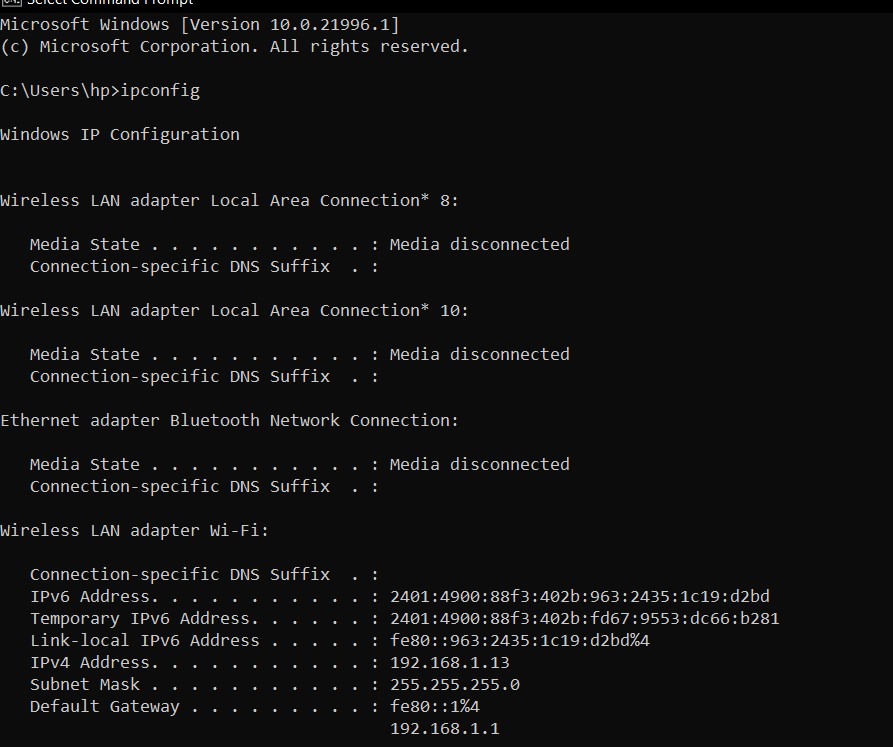 Select Command Prompt
Microsoft Windows [Version 10.0.21996.1]
(c) Microsoft Corporation. All rights reserved.
C:\Users\hp>ipconfig
Windows IP Configuration
Wireless LAN adapter Local Area Connection* 8:
Media State . . . . . . . . . . . : Media disconnected
Connection-specific DNS Suffix  . :
Wireless LAN adapter Local Area Connection* 10:
Media State . . . . . . . . . . . : Media disconnected
Connection-specific DNS Suffix  . :
Ethernet adapter Bluetooth Network Connection:
Media State . . . . . . . . . . . : Media disconnected
Connection-specific DNS Suffix  . :
Wireless LAN adapter Wi-Fi:
Connection-specific DNS Suffix  . :
IPv6 Address. . . . . . . . . . . : 2401:4900:88f3:402b:963:2435:1c19:d2bd
Temporary IPv6 Address. . . . . . : 2401:4900:88f3:402b:fd67:9553:dc66:b281
Link-local IPv6 Address . . . . . : fe80::963:2435:1c19:d2bd%4
IPv4 Address. . . . . . . . . . . : 192.168.1.13
Subnet Mask . . . . . . . . . . . : 255.255.255.0
Default Gateway . . . . . . . . . : fe80::1%4
192.168.1.1